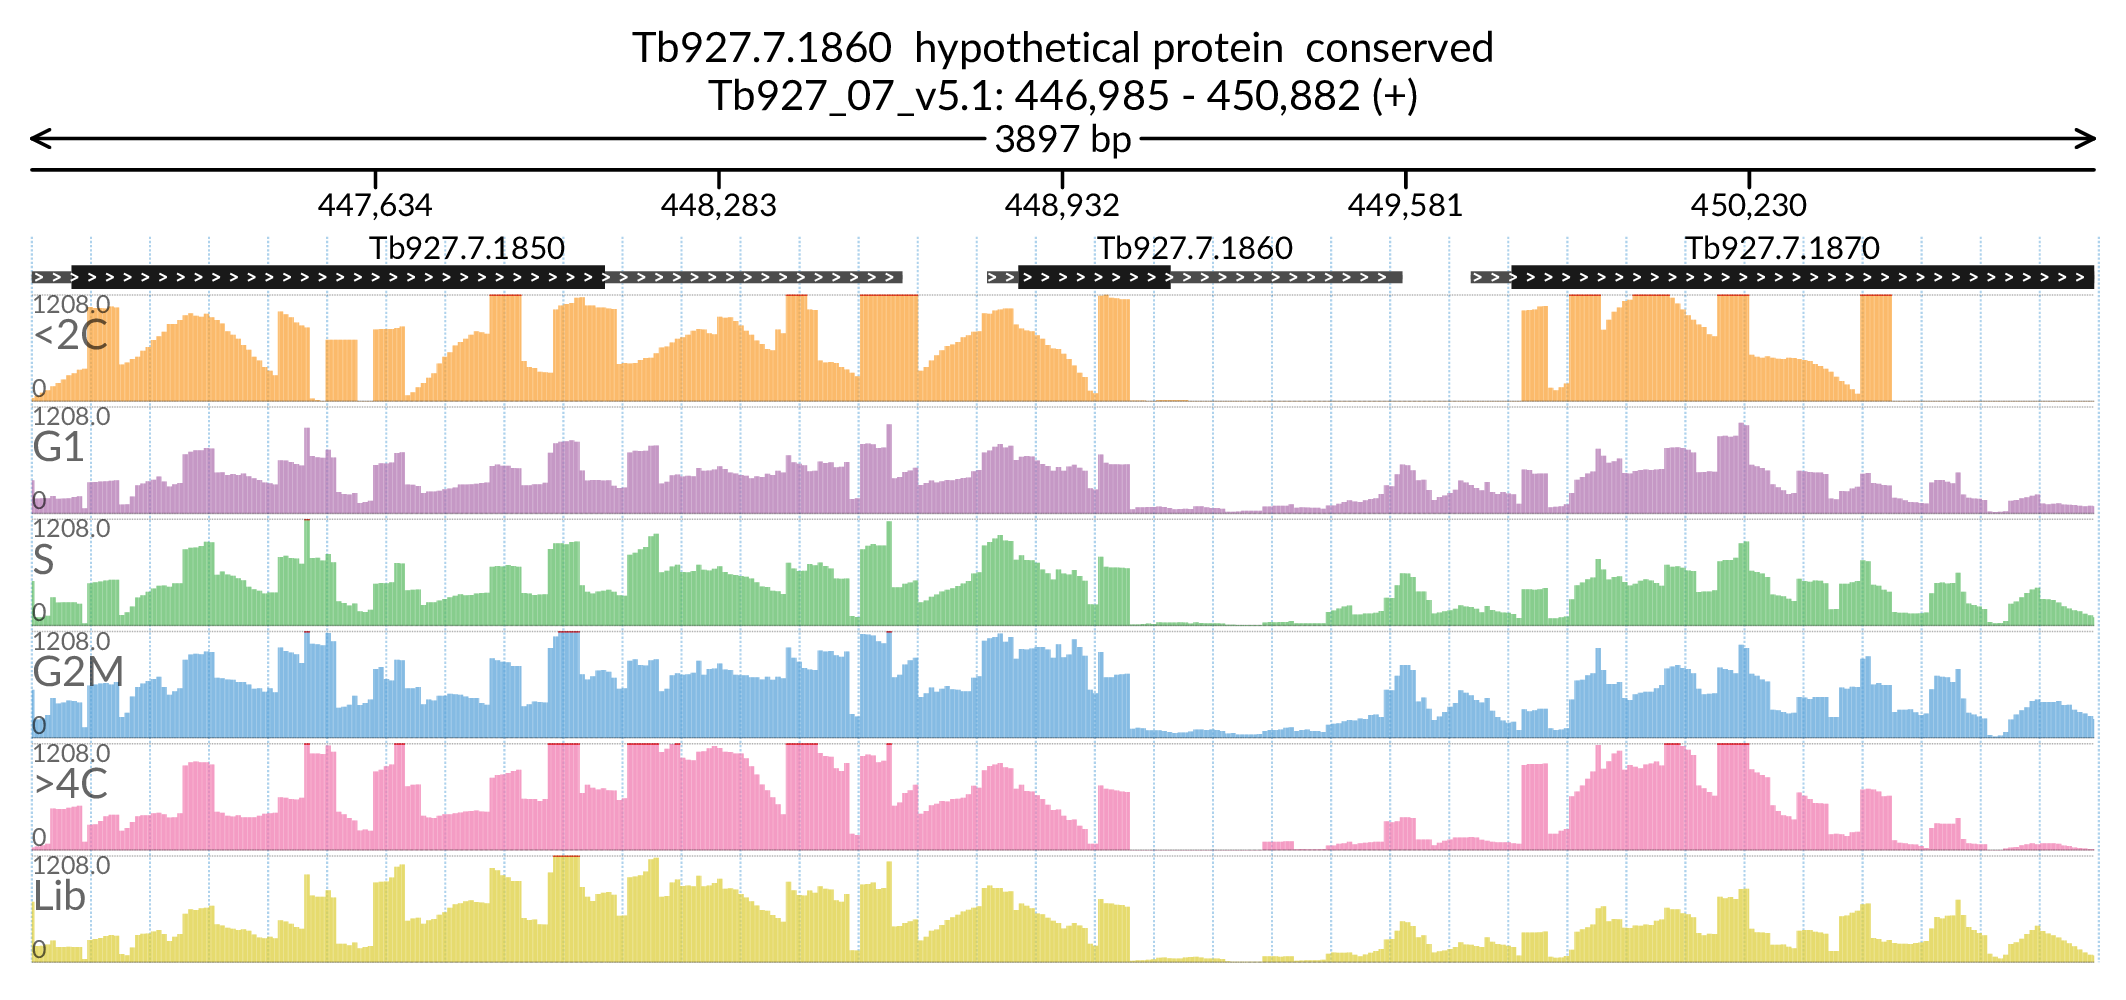 Tb927.7.1860  hypothetical protein  conserved
Tb927_07_v5.1: 446,985 - 450,882 (+)
3897 bp
447,634 448,283 448,932 449,581 450,230
Tb927.7.1850 Tb927.7.1860 Tb927.7.1870
1208.0
<2C
0
1208.0
G1
0
1208.0
S
0
1208.0
G2M
0
1208.0
>4C
0
1208.0
Lib
0